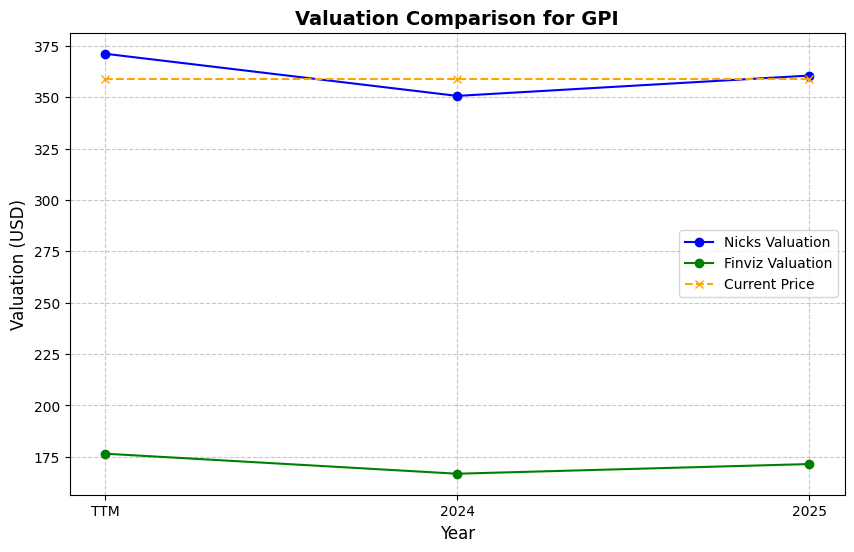 Valuation Comparison for GPI
Valuation (USD)
375
350
325
300
275
250
225
200
175
Nicks Valuation
Finviz Valuation
Current Price
TTM
2024
2025
Year